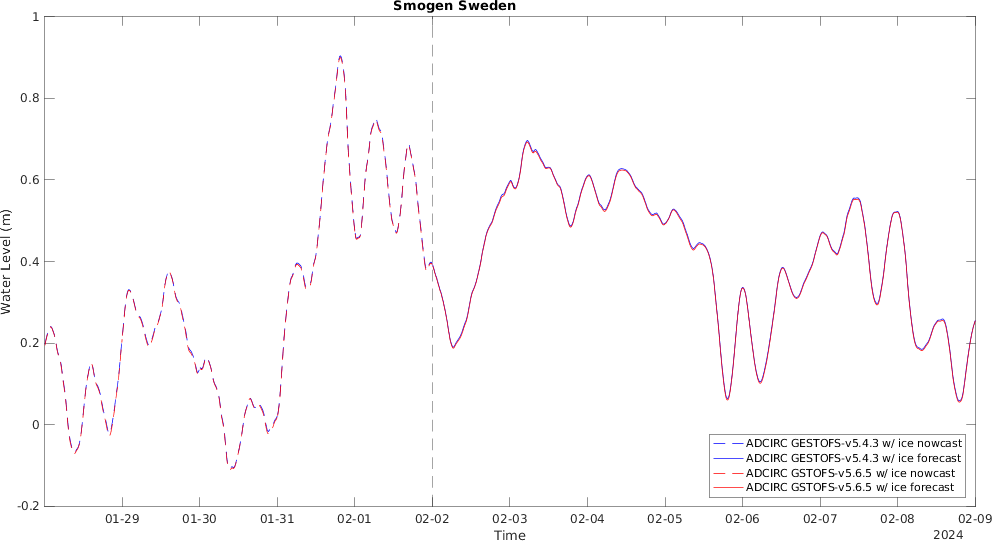 Smogen Sweden
1
0.8
0.6
0.4
0.2
0
-0.2
Water Level (m)
01-29 01-30 01-31 02-01 02-02 02-03 02-04 02-05 02-06 02-07 02-08 02-09
Time
2024
ADCIRC GESTOFS-v5.4.3 w/ ice nowcast
ADCIRC GESTOFS-v5.4.3 w/ ice forecast
ADCIRC GSTOFS-v5.6.5 w/ ice nowcast
ADCIRC GSTOFS-v5.6.5 w/ ice forecast